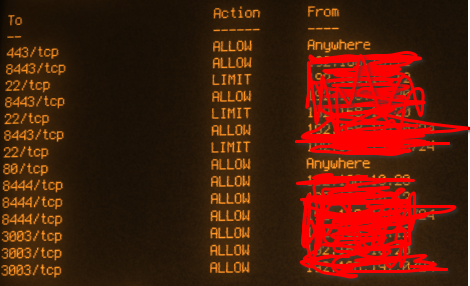 To Action From
-- ------ ----
443/tcp ALLOW Anywhere
8443/tcp ALLOW
22/tcp LIMIT
8443/tcp ALLOW
22/tcp LIMIT
8443/tcp ALLOW
22/tcp LIMIT
80/tcp ALLOW Anywhere
8444/tcp ALLOW
8444/tcp ALLOW
8444/tcp ALLOW
3003/tcp ALLOW
3003/tcp ALLOW
3003/tcp ALLOW